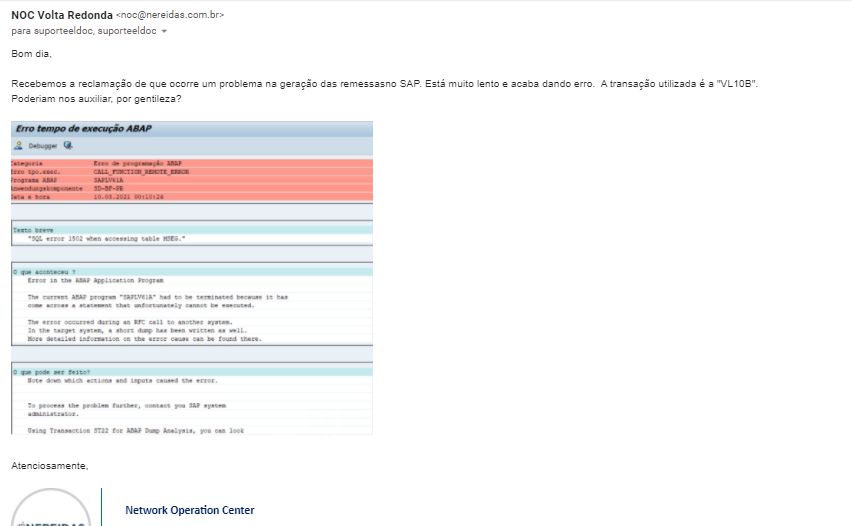 NOC Volta Redonda <noc@nereidas.com.br>
para suporteeldoc, suporteeldoc
Bom dia,
Recebemos a reclamação de que ocorre um problema na geração das remessasno SAP. Está muito lento e acaba dando erro. A transação utilizada é a "VL10B".
Poderiam nos auxiliar, por gentileza?
Erro tempo de execução ABAP
Debugger
Categoria Erro de programação ABAP
Erro tpo.exec. CALL_FUNCTION_REMOTE_ERROR
Programa ABAP SAPLV61A
Anwendungskomponente SD-BF-PR
Data e hora 10.03.2021 00:10:24
Texto breve
"SQL error 1502 when accessing table MSEG."
O que aconteceu ?
Error in the ABAP Application Program
The current ABAP program "SAPLV61A" had to be terminated because it has
come across a statement that unfortunately cannot be executed.
The error occurred during an RFC call to another system.
In the target system, a short dump has been written as well.
More detailed information on the error cause can be found there.
O que pode ser feito?
Note down which actions and inputs caused the error.
To process the problem further, contact you SAP system
administrator.
Using Transaction ST22 for ABAP Dump Analysis, you can look
Atenciosamente,
NEREIDAS
Network Operation Center